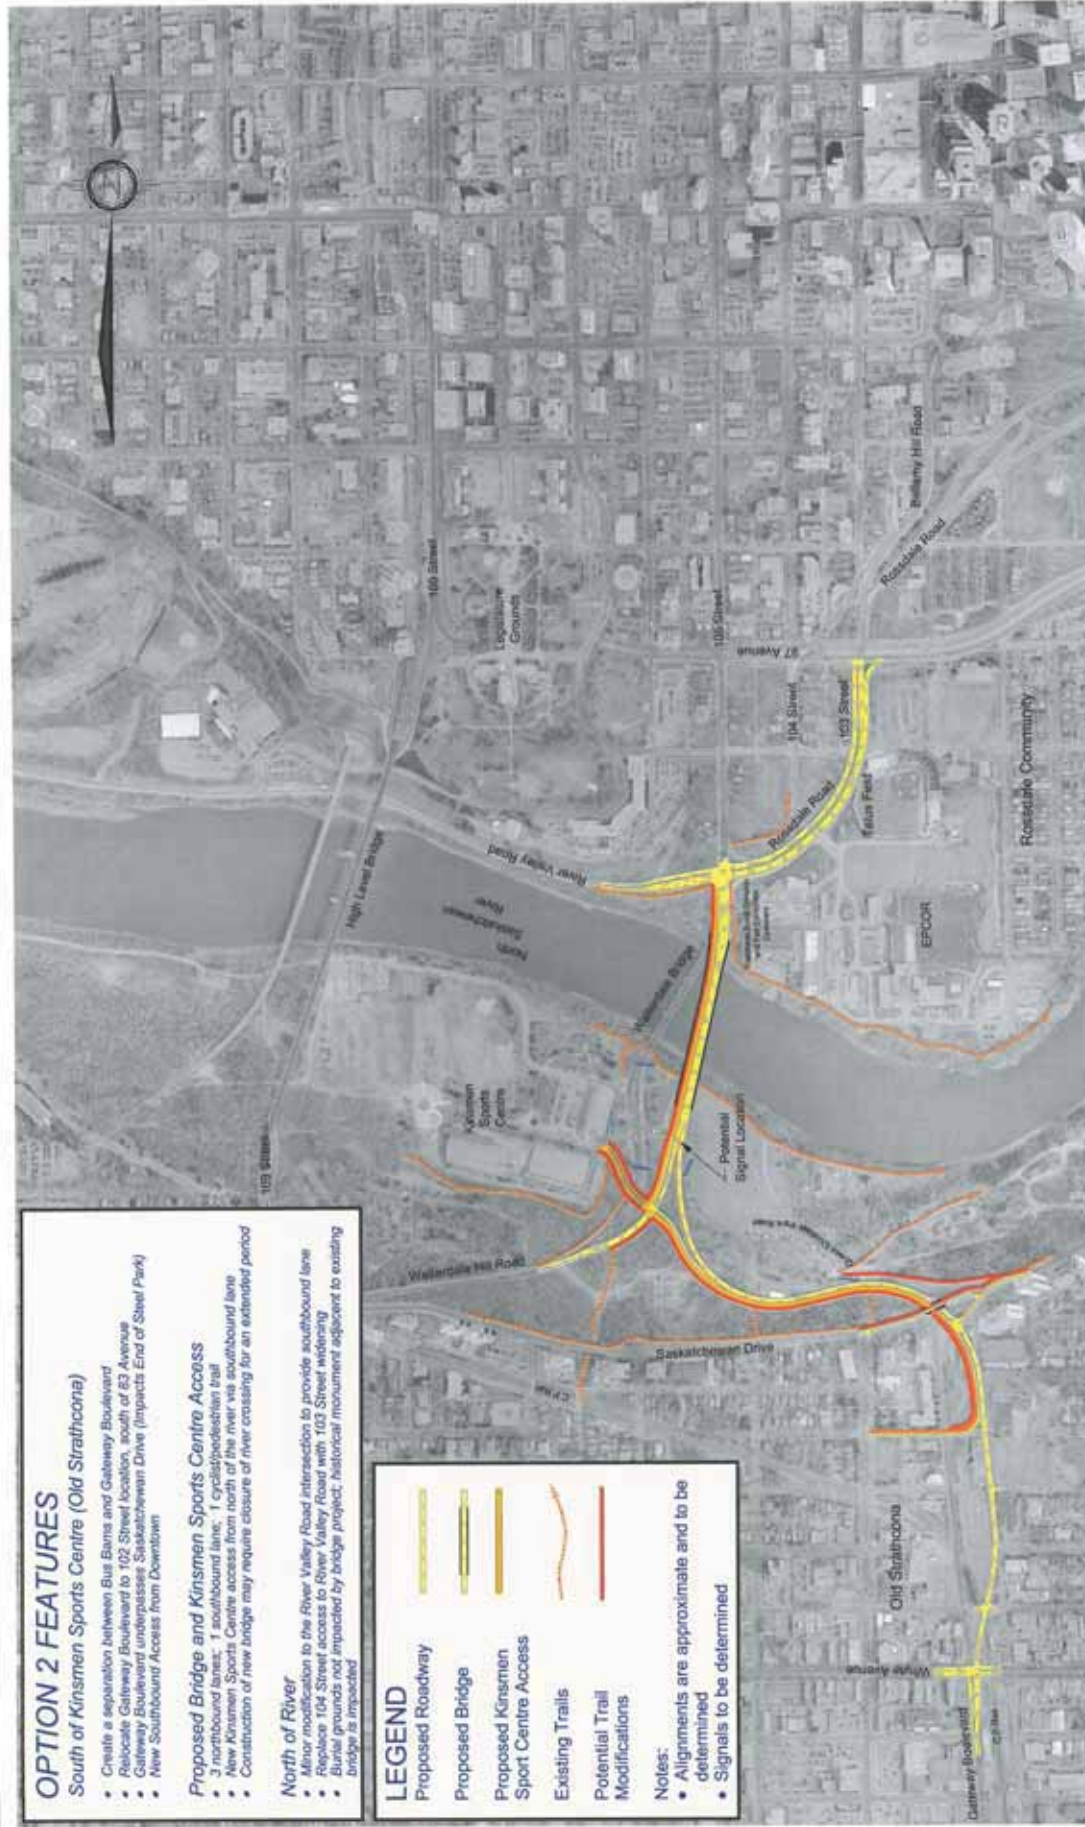 OPTION 2 FEATURES
South of Kinsmen Sports Centre (Old Strathcona)
• Create a separation between Bus Barns and Gateway Boulevard
• Relocate Gateway Boulevard to 102 Street location, south of 83 Avenue
• Gateway Boulevard underpasses Saskatchewan Drive (Impacts End of Steel Park)
• New Southbound Access from Downtown
Proposed Bridge and Kinsmen Sports Centre Access
• 3 northbound lanes; 1 southbound lane; 1 cyclist/pedestrian trail
• New Kinsmen Sports Centre access from north of the river via southbound lane
• Construction of new bridge may require closure of river crossing for an extended period
North of River
• Minor modification to the River Valley Road intersection to provide southbound lane
• Replace 104 Street access to River Valley Road with 103 Street widening
• Burial grounds not impacted by bridge project; historical monument adjacent to existing
bridge is impacted
LEGEND
Proposed Roadway
Proposed Bridge
Proposed Kinsmen
Sport Centre Access
Existing Trails
Potential Trail
Modifications
Notes:
• Alignments are approximate and to be
determined
• Signals to be determined
N
109 Street
High Level Bridge
109 Street
Legislature
Grounds
North
Saskatchewan
River
River Valley Road
Kinsmen
Sports
Centre
Walterdale Bridge
Walterdale Hill Road
Saskatchewan Drive
CP Rail
Potential
Signal Location
105 Street
97 Avenue
104 Street
103 Street
Rossdale Road
Telus Field
Bellamy Hill Road
Rossdale Road
EPCOR
Rossdale Community
Old Strathcona
Whyte Avenue
Gateway Boulevard
CP Rail